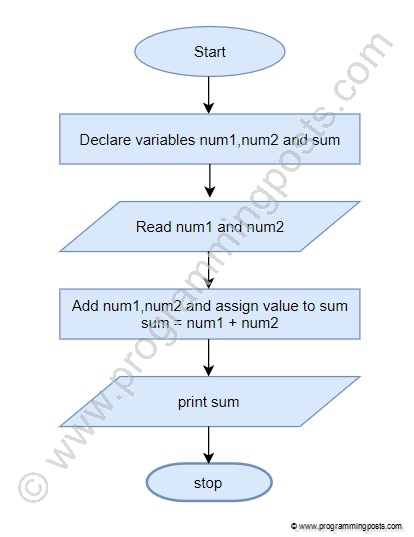 Start
Declare variables num1,num2 and sum
Read num1 and num2
Add num1,num2 and assign value to sum
sum = num1 + num2
print sum
stop
© www.programmingposts.com
© www.programmingposts.com